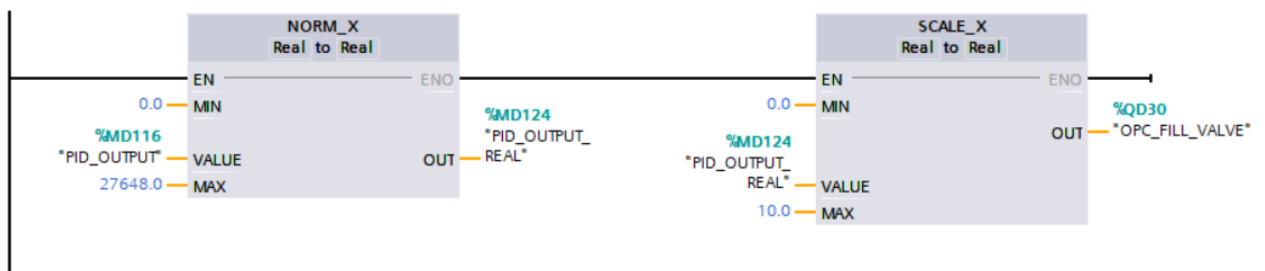 NORM_X
Real to Real
EN
ENO
0.0
MIN
%MD116
"PID_OUTPUT"
VALUE
27648.0
MAX
%MD124
"PID_OUTPUT_
REAL"
OUT
SCALE_X
Real to Real
EN
ENO
0.0
MIN
%MD124
"PID_OUTPUT_
REAL"
VALUE
10.0
MAX
%QD30
OUT
"OPC_FILL_VALVE"